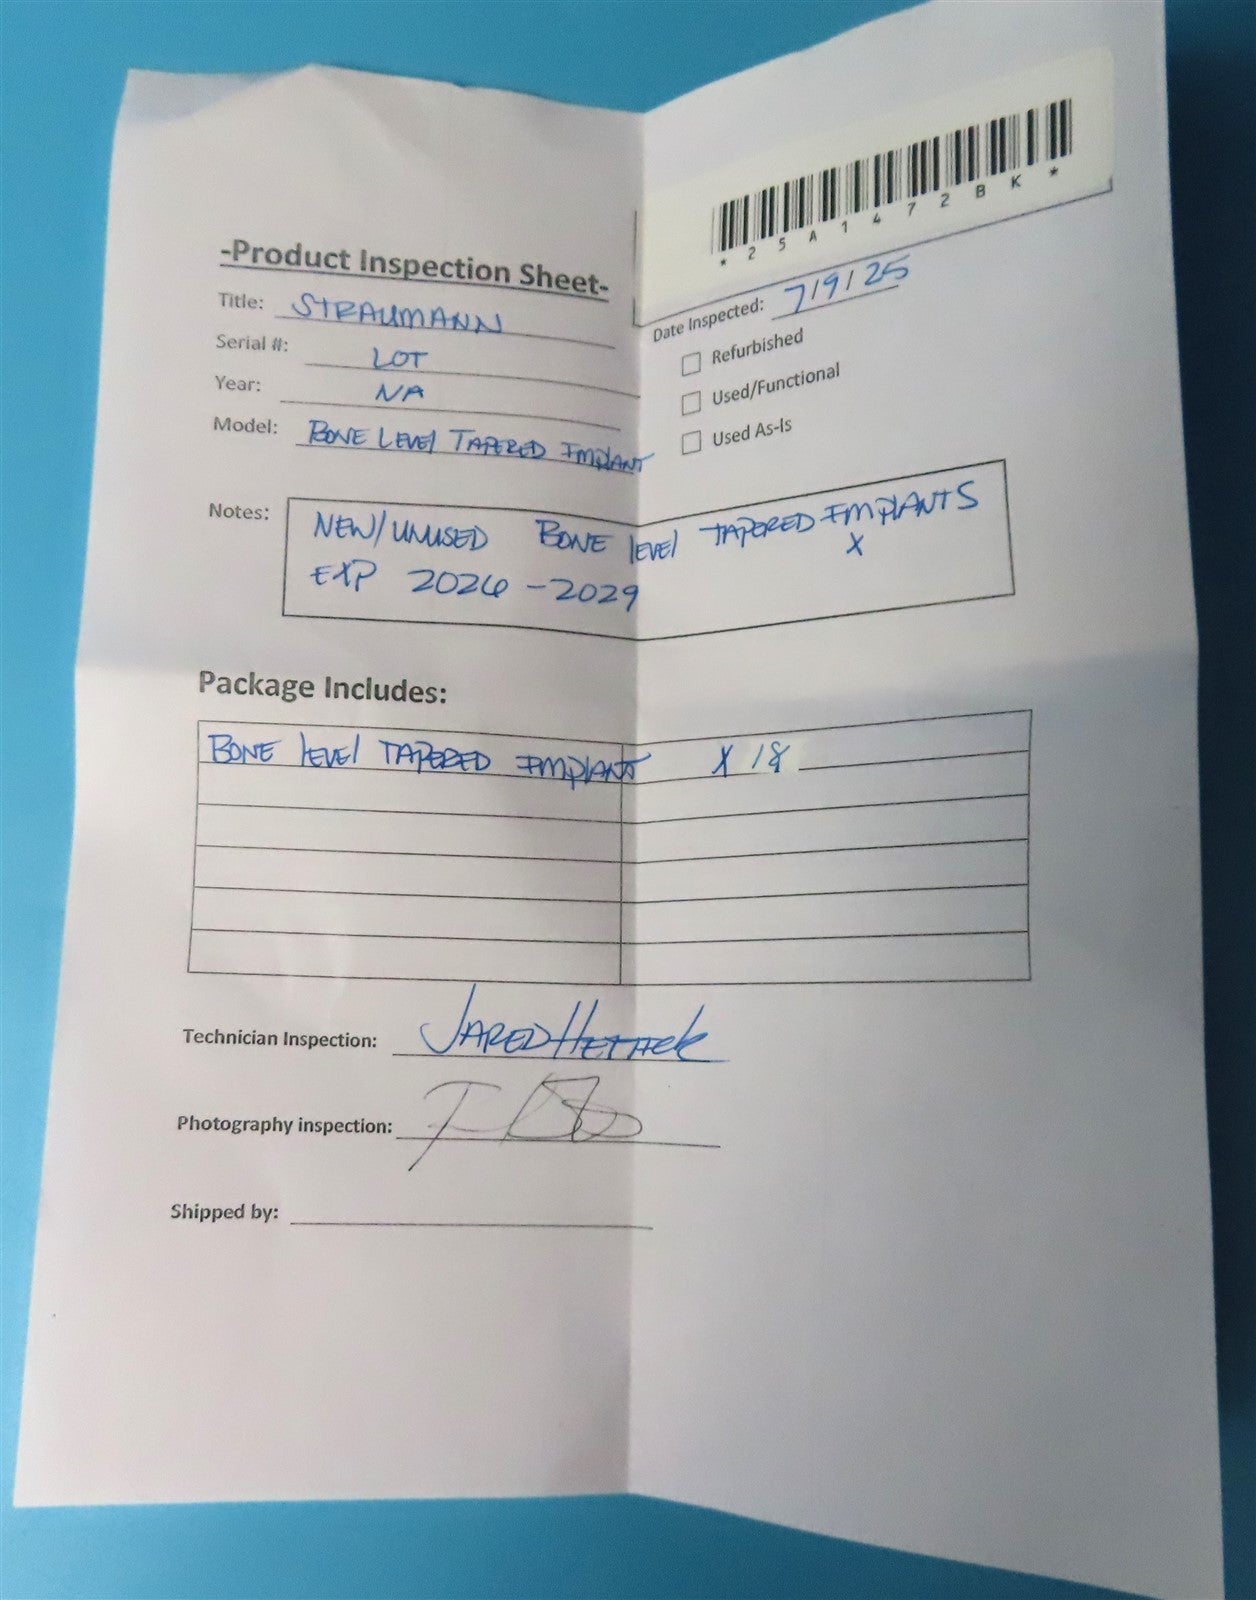 *25A1472BK*
-Product Inspection Sheet-
Title: STRAUMANN
Serial #: LOT
Year: NA
Model: BONE LEVEL TAPERED IMPLANT
Date Inspected: 7/9/25
Refurbished
Used/Functional
Used As-Is
Notes: NEW/UNUSED BONE level TAPERED IMPLANTS
X
EXP 2026 - 2029
Package Includes:
BONE level TAPERED IMPLANT X 18
Technician Inspection: JARED
Photography inspection:
Shipped by: